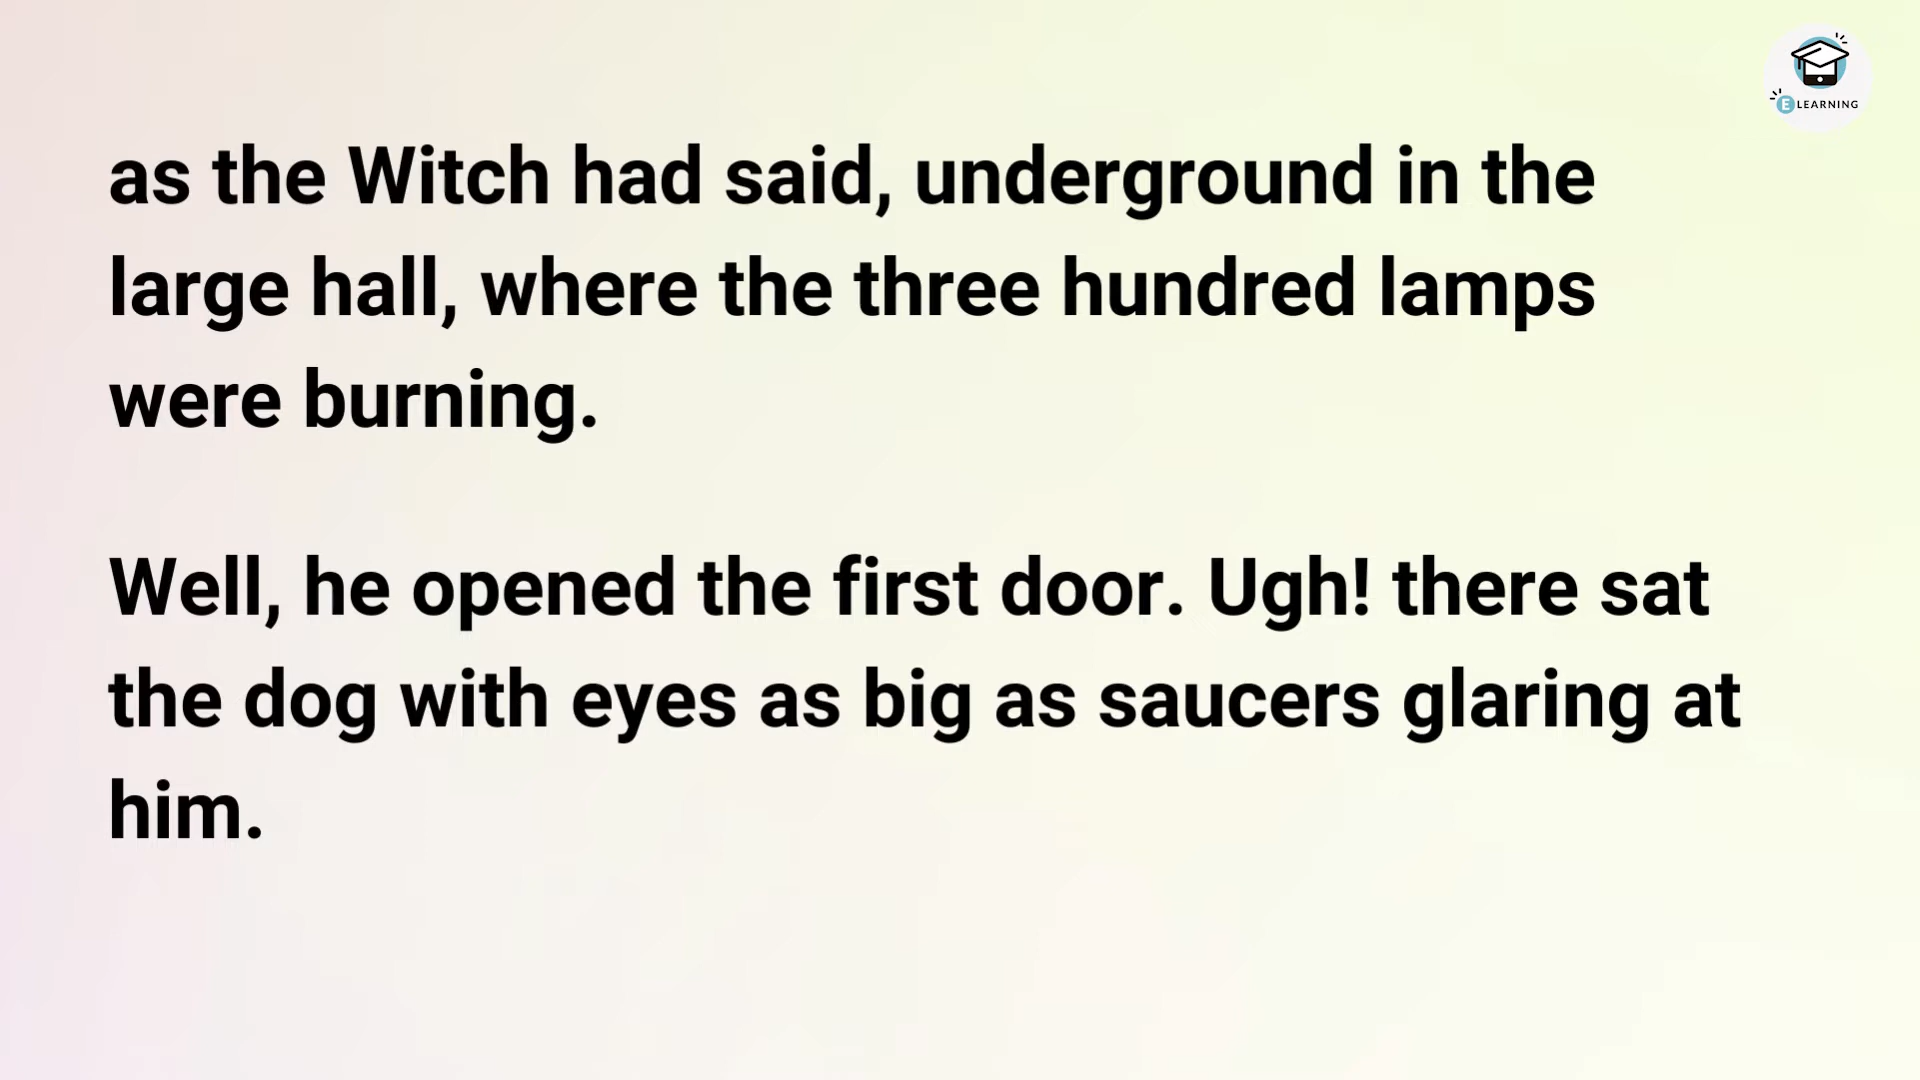 E LEARNING
as the Witch had said, underground in the
large hall, where the three hundred lamps
were burning.
Well, he opened the first door. Ugh! there sat
the dog with eyes as big as saucers glaring at
him.